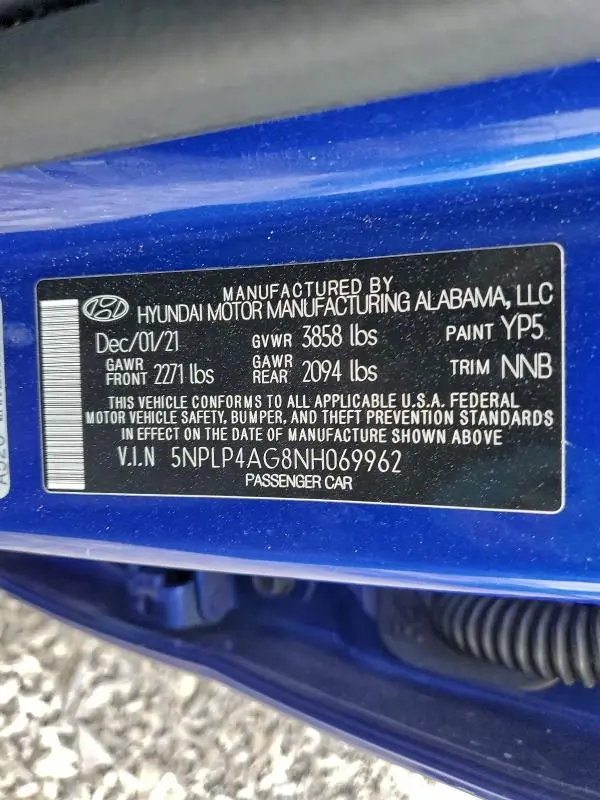 MANUFACTURED BY
HYUNDAI MOTOR MANUFACTURING ALABAMA, LLC
Dec/01/21 GVWR 3858 lbs PAINT YP5
GAWR FRONT 2271 lbs GAWR REAR 2094 lbs TRIM NNB
THIS VEHICLE CONFORMS TO ALL APPLICABLE U.S.A. FEDERAL
MOTOR VEHICLE SAFETY, BUMPER, AND THEFT PREVENTION STANDARDS
IN EFFECT ON THE DATE OF MANUFACTURE SHOWN ABOVE
V.I.N 5NPLP4AG8NH069962
PASSENGER CAR